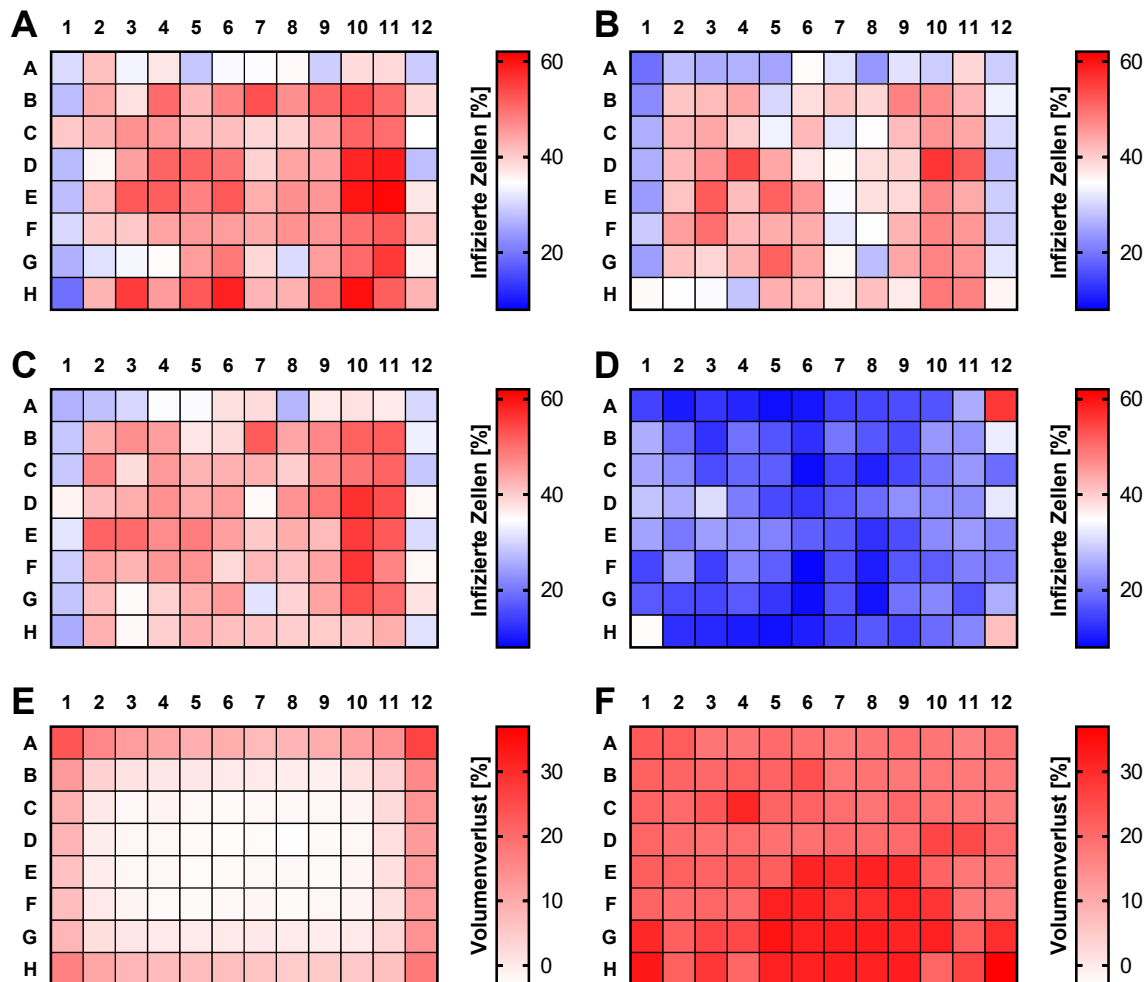 A 1 2 3 4 5 6 7 8 9 10 11 12
A
B
C
D
E
F
G
H
60
40
20
Infizierte Zellen [%]
B 1 2 3 4 5 6 7 8 9 10 11 12
A
B
C
D
E
F
G
H
60
40
20
Infizierte Zellen [%]
C 1 2 3 4 5 6 7 8 9 10 11 12
A
B
C
D
E
F
G
H
60
40
20
Infizierte Zellen [%]
D 1 2 3 4 5 6 7 8 9 10 11 12
A
B
C
D
E
F
G
H
60
40
20
Infizierte Zellen [%]
E 1 2 3 4 5 6 7 8 9 10 11 12
A
B
C
D
E
F
G
H
30
20
10
0
Volumenverlust [%]
F 1 2 3 4 5 6 7 8 9 10 11 12
A
B
C
D
E
F
G
H
30
20
10
0
Volumenverlust [%]